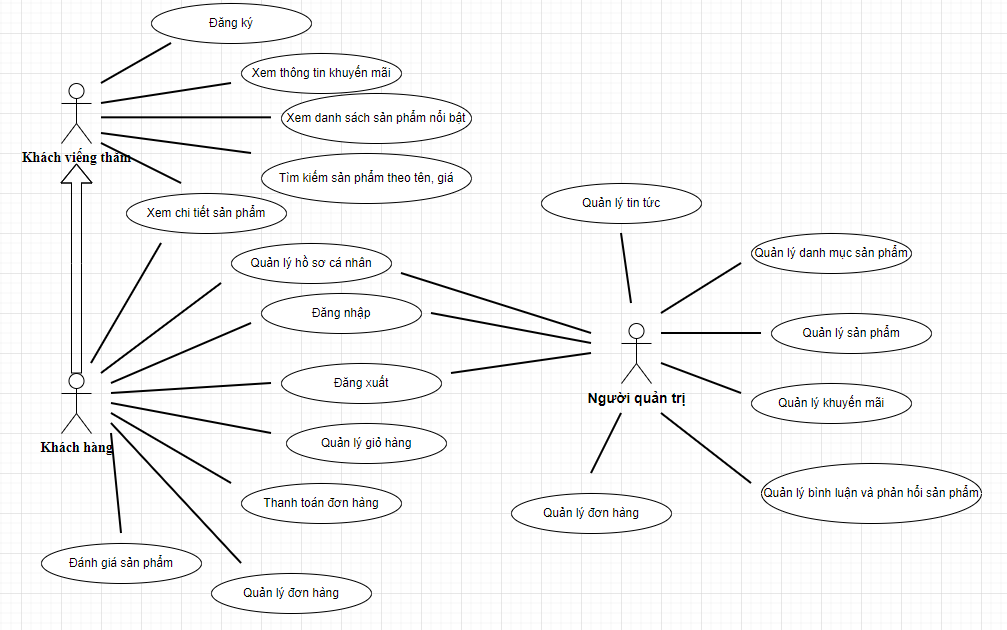 Đăng ký
Xem thông tin khuyến mãi
Xem danh sách sản phẩm nổi bật
Khách viếng thăm
Tìm kiếm sản phẩm theo tên, giá
Xem chi tiết sản phẩm
Quản lý tin tức
Quản lý danh mục sản phẩm
Quản lý hồ sơ cá nhân
Đăng nhập
Quản lý sản phẩm
Đăng xuất
Người quản trị
Quản lý khuyến mãi
Khách hàng
Quản lý giỏ hàng
Thanh toán đơn hàng
Quản lý bình luận và phản hồi sản phẩm
Quản lý đơn hàng
Đánh giá sản phẩm
Quản lý đơn hàng